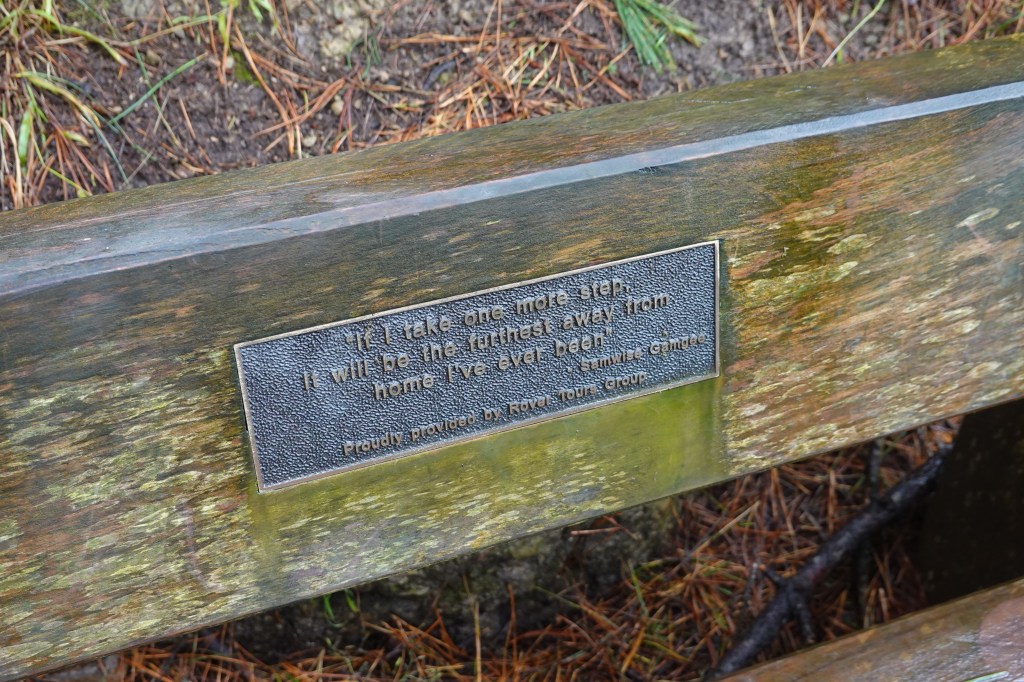 "If I take one more step,
it will be the furthest away from
home I've ever been"
Samwise Gamgee
Proudly provided by Rover Tours Group